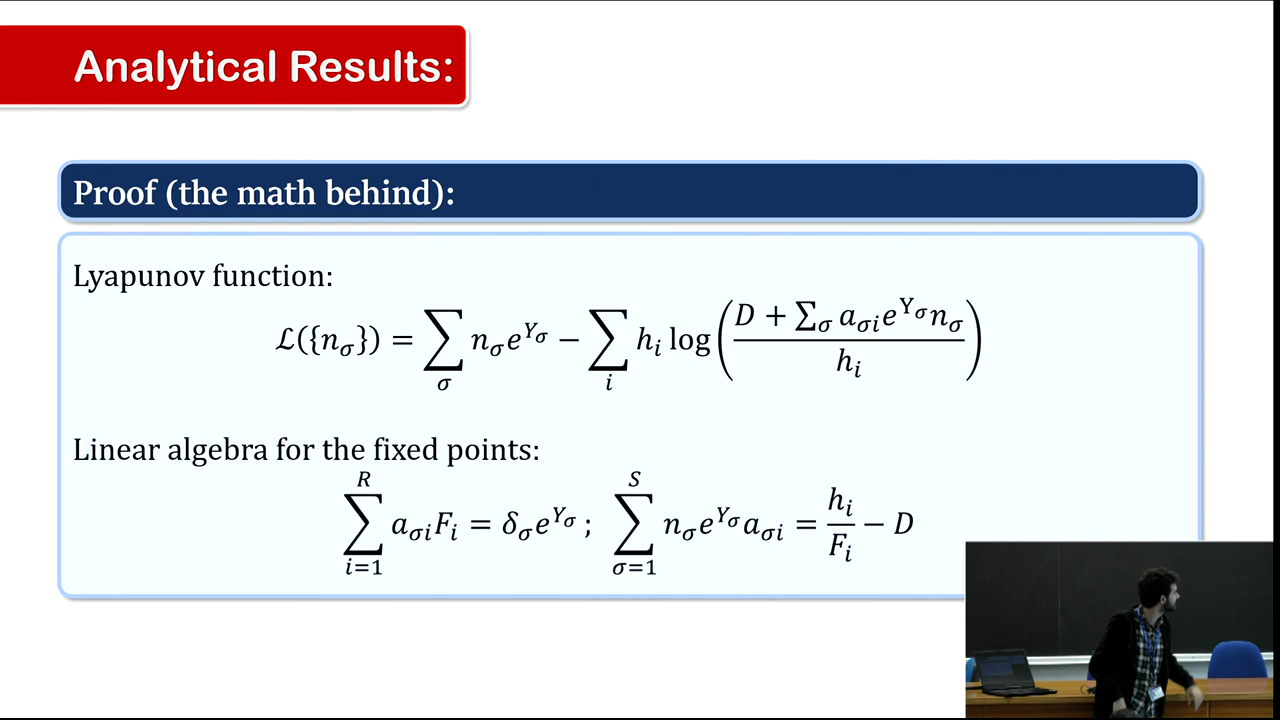 Analytical Results:
Proof (the math behind):
Lyapunov function:
ℒ({n_σ}) = ∑_σ n_σ e^{Y_σ} − ∑_i h_i log((D + ∑_σ a_{σi} e^{Y_σ} n_σ) / h_i)
Linear algebra for the fixed points:
∑_{i=1}^{R} a_{σi} F_i = δ_σ e^{Y_σ} ; ∑_{σ=1}^{S} n_σ e^{Y_σ} a_{σi} = h_i / F_i − D